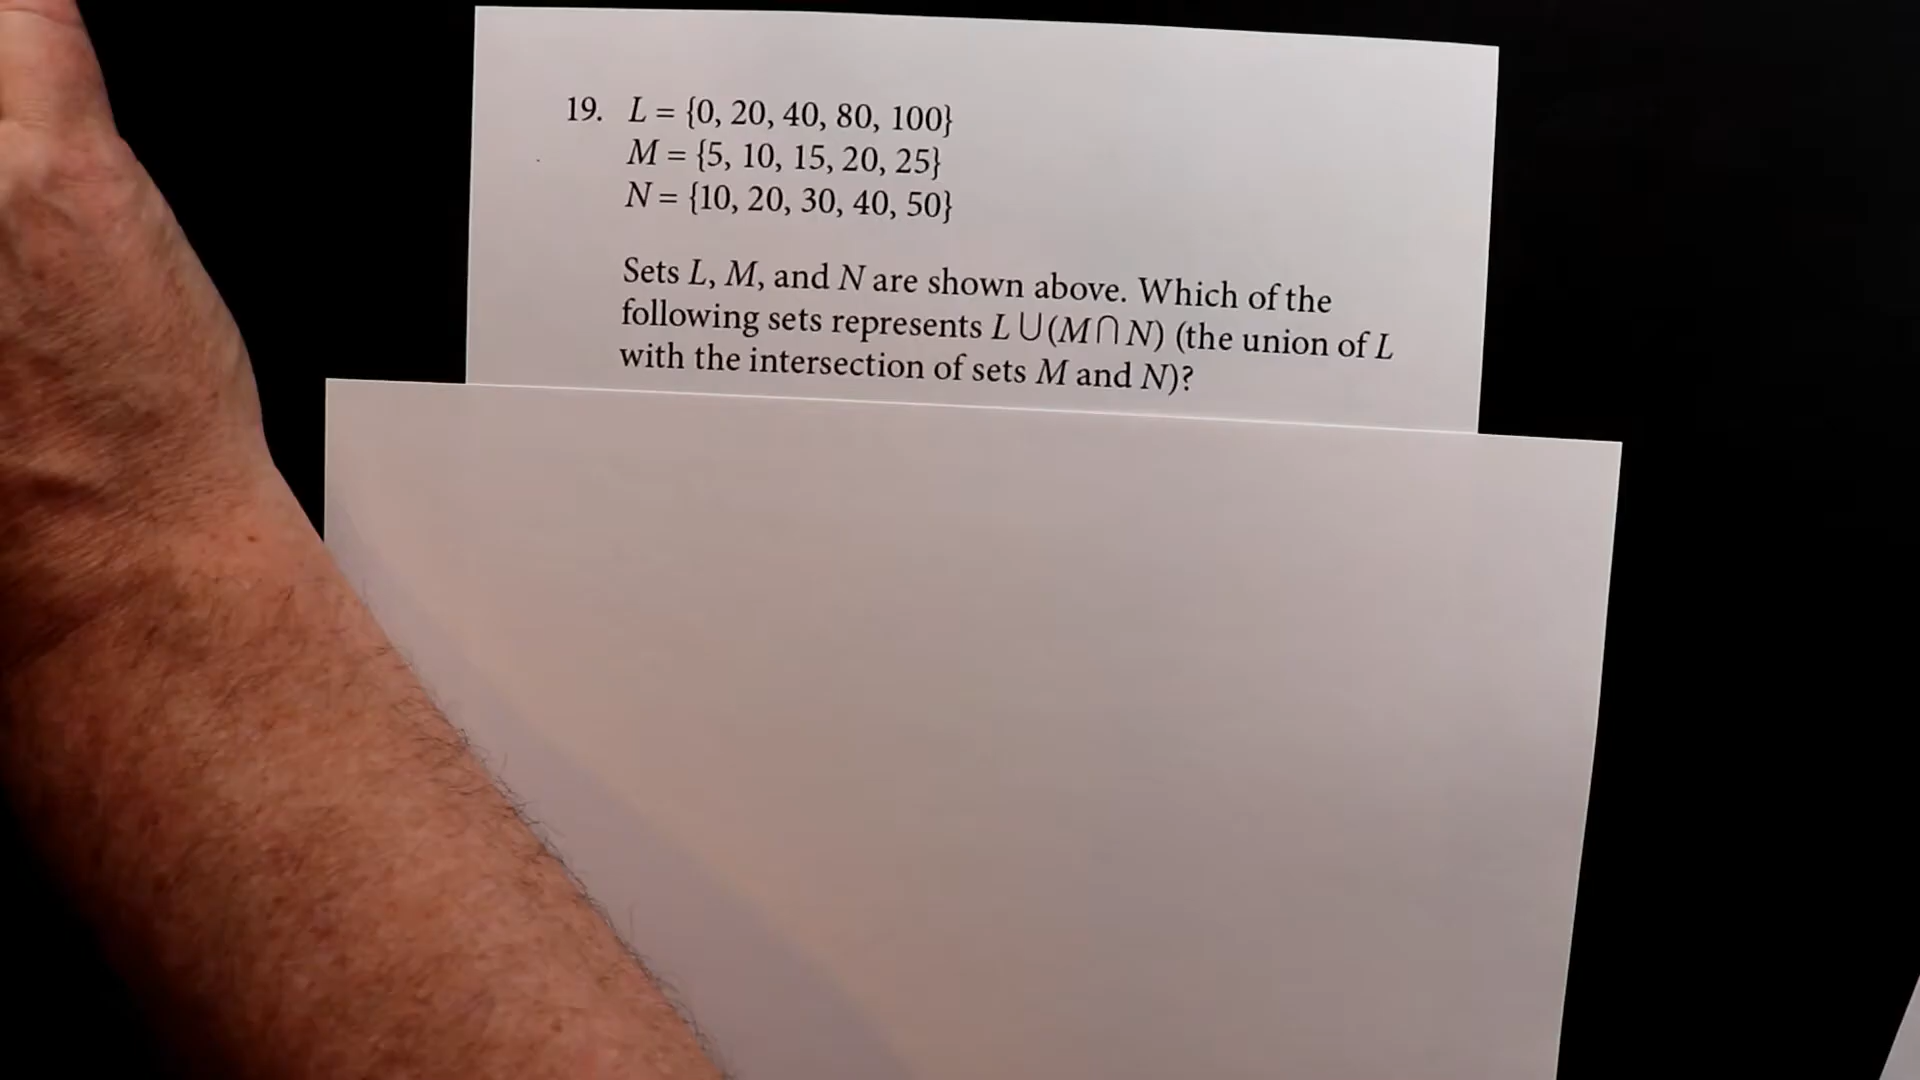 19. L = {0, 20, 40, 80, 100}
M = {5, 10, 15, 20, 25}
N = {10, 20, 30, 40, 50}
Sets L, M, and N are shown above. Which of the
following sets represents L ⋃ (M ⋂ N) (the union of L
with the intersection of sets M and N)?